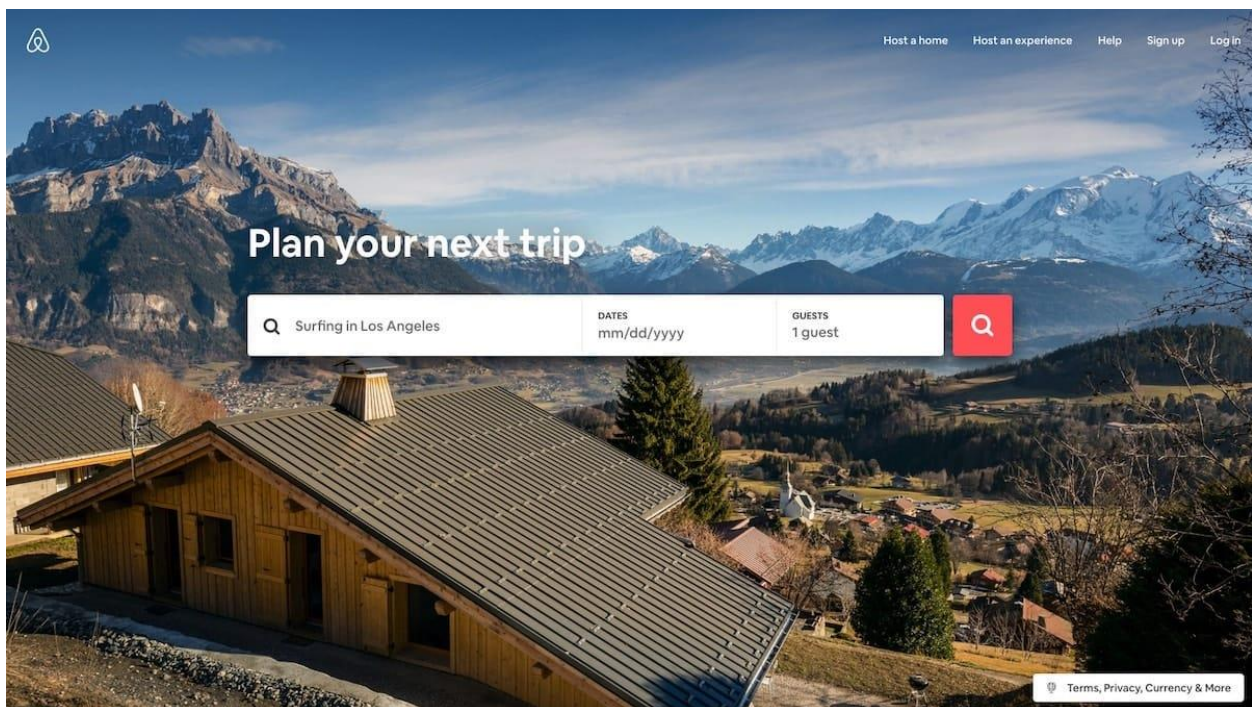 Host a home
Host an experience
Help
Sign up
Log in
Plan your next trip
Surfing in Los Angeles
DATES
mm/dd/yyyy
GUESTS
1 guest
Terms, Privacy, Currency & More